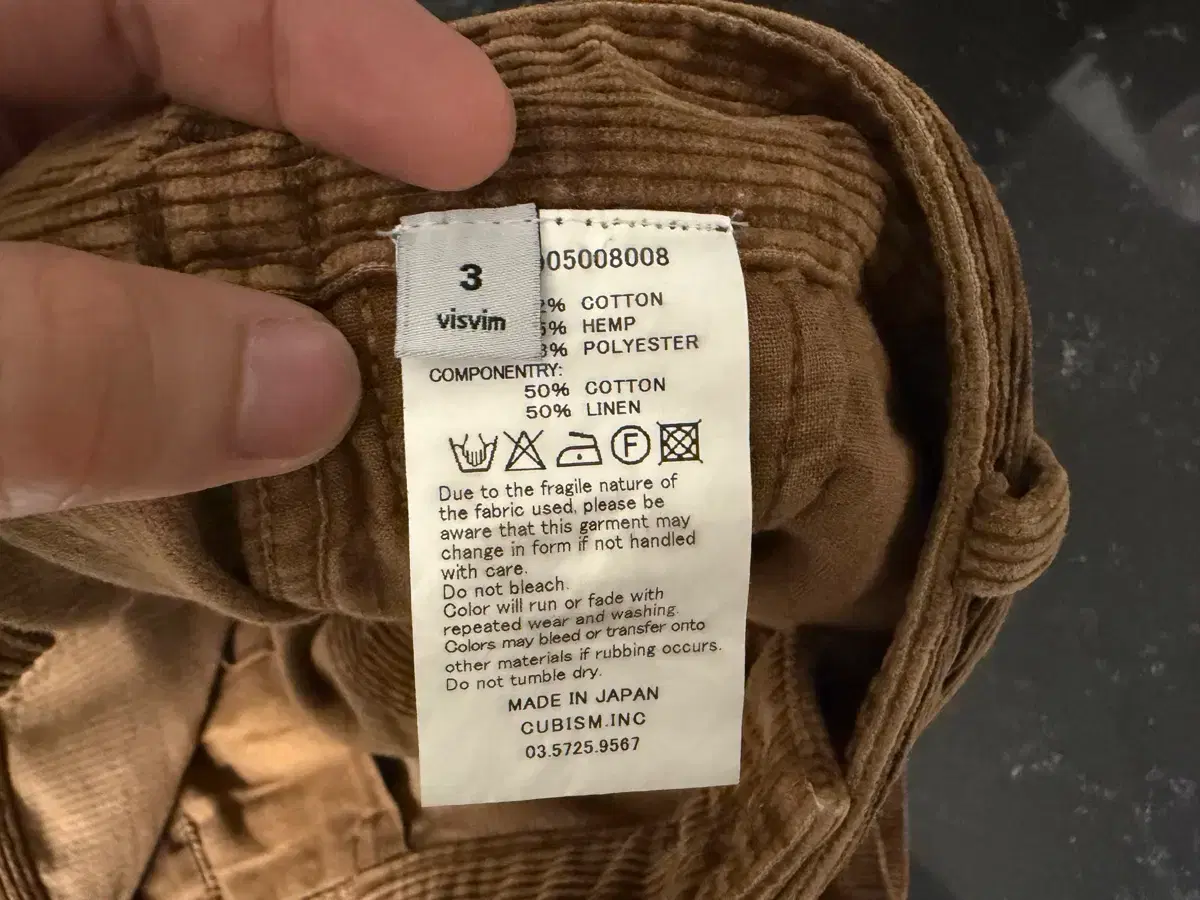 3
visvim
05008008
% COTTON
% HEMP
% POLYESTER
COMPONENTRY:
50% COTTON
50% LINEN
F
Due to the fragile nature of
the fabric used, please be
aware that this garment may
change in form if not handled
with care.
Do not bleach.
Color will run or fade with
repeated wear and washing.
Colors may bleed or transfer onto
other materials if rubbing occurs.
Do not tumble dry.
MADE IN JAPAN
CUBISM.INC
03.5725.9567